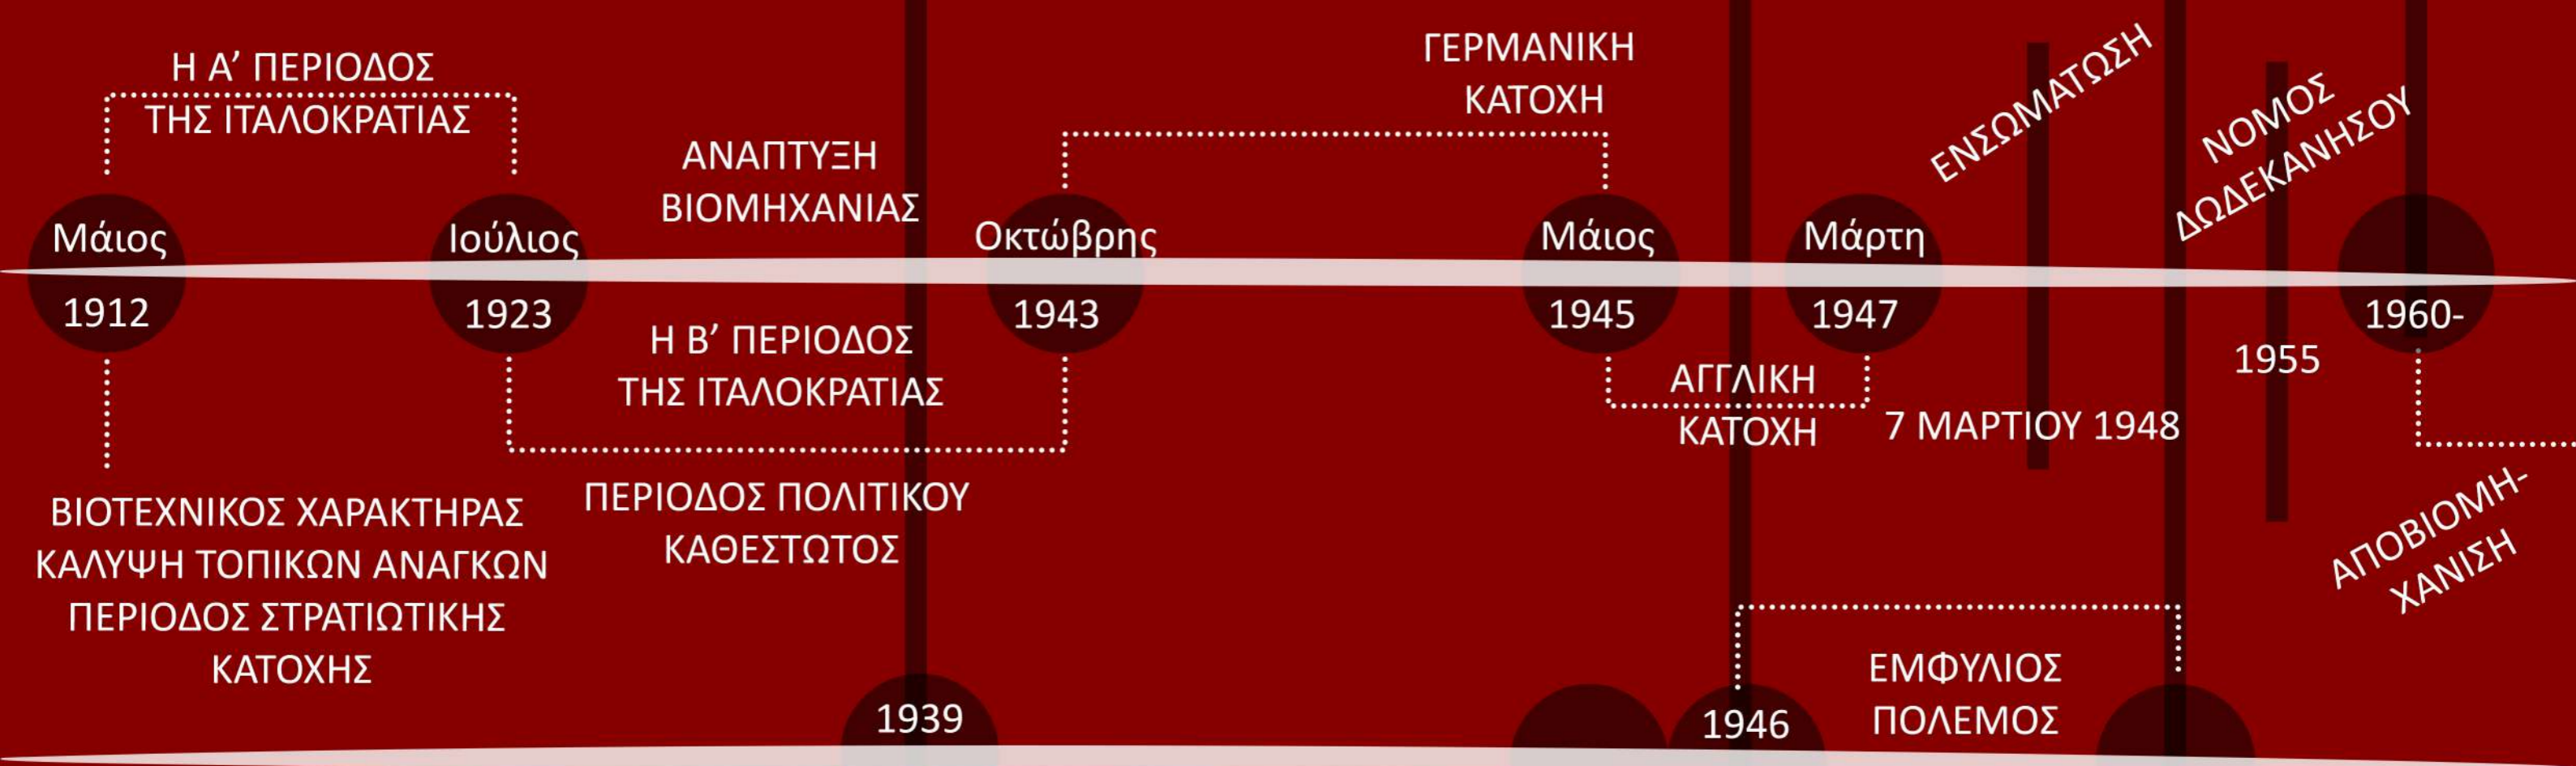 Η Α’ ΠΕΡΙΟΔΟΣ
ΤΗΣ ΙΤΑΛΟΚΡΑΤΙΑΣ
ΑΝΑΠΤΥΞΗ
ΒΙΟΜΗΧΑΝΙΑΣ
ΓΕΡΜΑΝΙΚΗ
ΚΑΤΟΧΗ
ΕΝΣΩΜΑΤΩΣΗ
ΝΟΜΟΣ
ΔΩΔΕΚΑΝΗΣΟΥ
Μάιος
1912
Ιούλιος
1923
Οκτώβρης
1943
Μάιος
1945
Μάρτη
1947
1960-
1955
Η Β’ ΠΕΡΙΟΔΟΣ
ΤΗΣ ΙΤΑΛΟΚΡΑΤΙΑΣ
ΑΓΓΛΙΚΗ
ΚΑΤΟΧΗ
7 ΜΑΡΤΙΟΥ 1948
ΒΙΟΤΕΧΝΙΚΟΣ ΧΑΡΑΚΤΗΡΑΣ
ΚΑΛΥΨΗ ΤΟΠΙΚΩΝ ΑΝΑΓΚΩΝ
ΠΕΡΙΟΔΟΣ ΣΤΡΑΤΙΩΤΙΚΗΣ
ΚΑΤΟΧΗΣ
ΠΕΡΙΟΔΟΣ ΠΟΛΙΤΙΚΟΥ
ΚΑΘΕΣΤΩΤΟΣ
ΑΠΟΒΙΟΜΗ-
ΧΑΝΙΣΗ
1939
1946
ΕΜΦΥΛΙΟΣ
ΠΟΛΕΜΟΣ